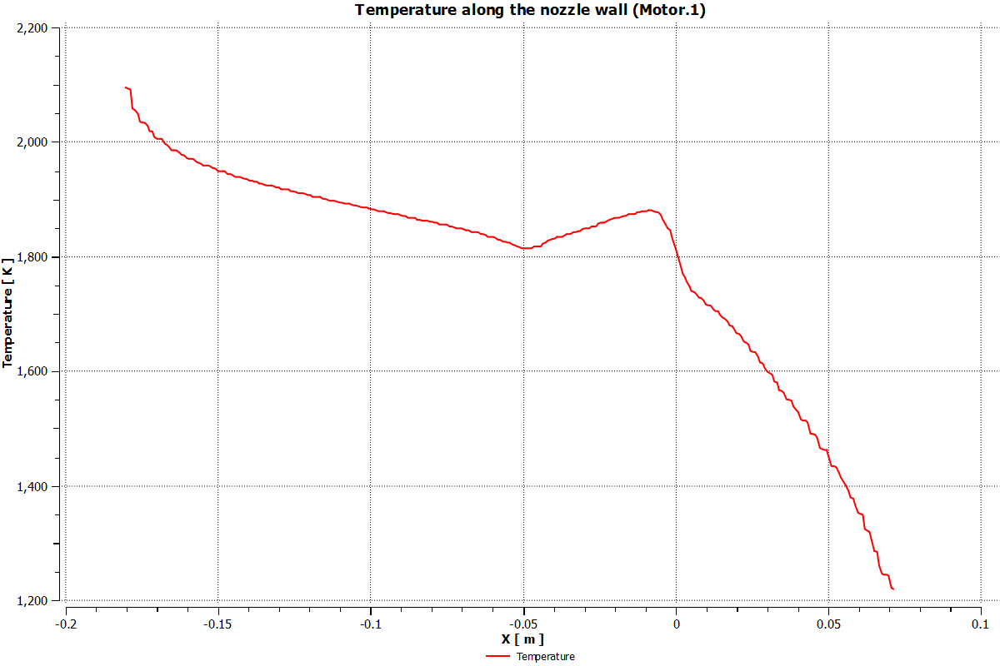 Temperature along the nozzle wall (Motor.1)
2,200
2,000
1,800
1,600
1,400
1,200
Temperature [ K ]
-0.2 -0.15 -0.1 -0.05 0 0.05 0.1
X [ m ]
Temperature